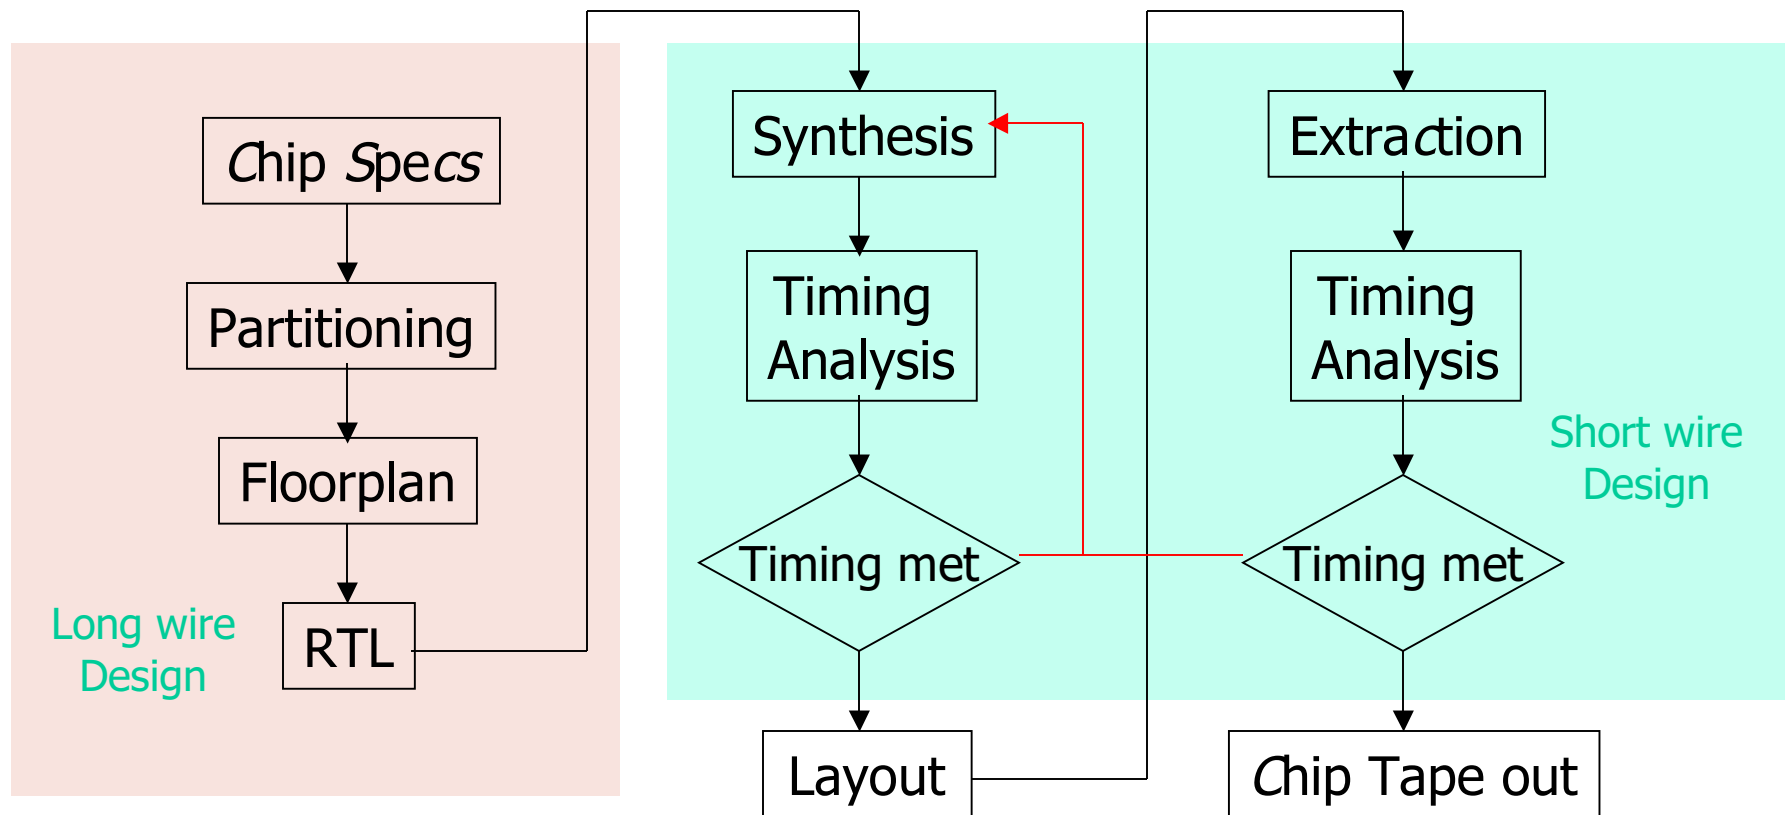 Chip Specs
Partitioning
Floorplan
RTL
Long wire
Design
Synthesis
Timing
Analysis
Timing met
Layout
Extraction
Timing
Analysis
Short wire
Design
Timing met
Chip Tape out